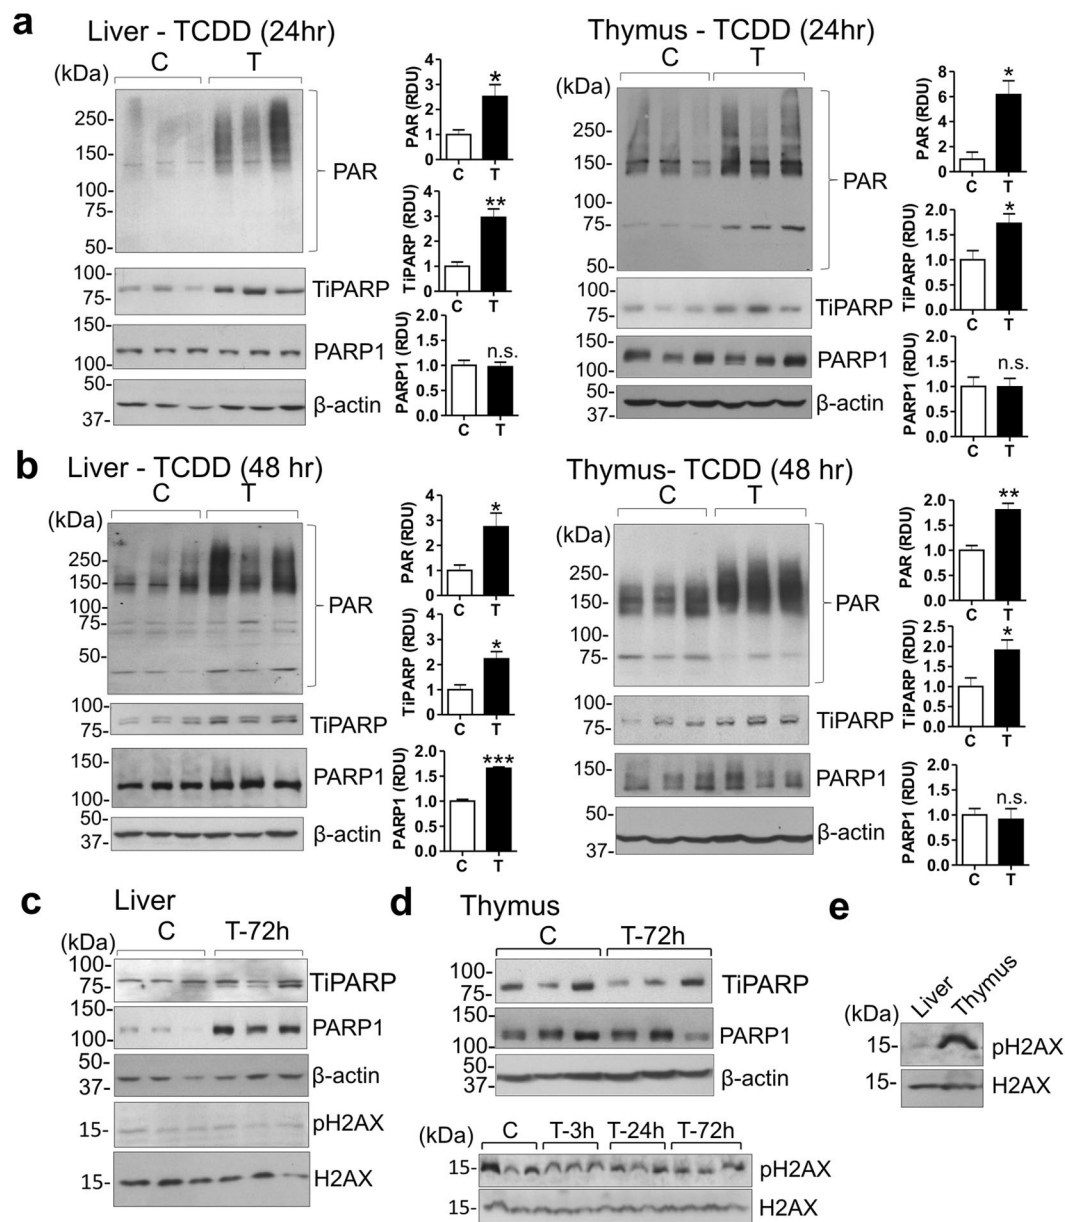 a
Liver - TCDD (24hr)
(kDa)
C T
250-
150-
100-
75-
50-
PAR
100-
75-
TiPARP
150-
100-
PARP1
50-
37-
β-actin
PAR (RDU)
4
3
2
1
0
*
C T
TiPARP (RDU)
4
3
2
1
0
**
C T
PARP1 (RDU)
2.0
1.5
1.0
0.5
0.0
n.s.
C T
Thymus - TCDD (24hr)
(kDa)
C T
250-
150-
100-
75-
50-
PAR
100-
75-
TiPARP
150-
100-
PARP1
50-
37-
β-actin
PAR (RDU)
8
6
4
2
0
*
C T
TiPARP (RDU)
2.0
1.5
1.0
0.5
0.0
*
C T
PARP1 (RDU)
2.0
1.5
1.0
0.5
0.0
n.s.
C T
b
Liver - TCDD (48 hr)
(kDa)
C T
250-
150-
100-
75-
50-
PAR
100-
75-
TiPARP
150-
100-
PARP1
50-
37-
β-actin
PAR (RDU)
4
3
2
1
0
*
C T
TiPARP (RDU)
4
3
2
1
0
*
C T
PARP1 (RDU)
2.0
1.5
1.0
0.5
0.0
***
C T
Thymus- TCDD (48 hr)
(kDa)
C T
250-
150-
100-
75-
PAR
100-
75-
TiPARP
150-
PARP1
50-
37-
β-actin
PAR (RDU)
2.0
1.5
1.0
0.5
0.0
**
C T
TiPARP (RDU)
2.5
2.0
1.5
1.0
0.5
0.0
*
C T
PARP1 (RDU)
2.0
1.5
1.0
0.5
0.0
n.s.
C T
c
Liver
(kDa)
C T-72h
100-
75-
TiPARP
150-
100-
PARP1
50-
37-
β-actin
15-
pH2AX
15-
H2AX
d
Thymus
C T-72h
100-
75-
TiPARP
150-
100-
PARP1
50-
37-
β-actin
(kDa)
C T-3h T-24h T-72h
15-
pH2AX
15-
H2AX
e
(kDa)
Liver
Thymus
15-
pH2AX
15-
H2AX